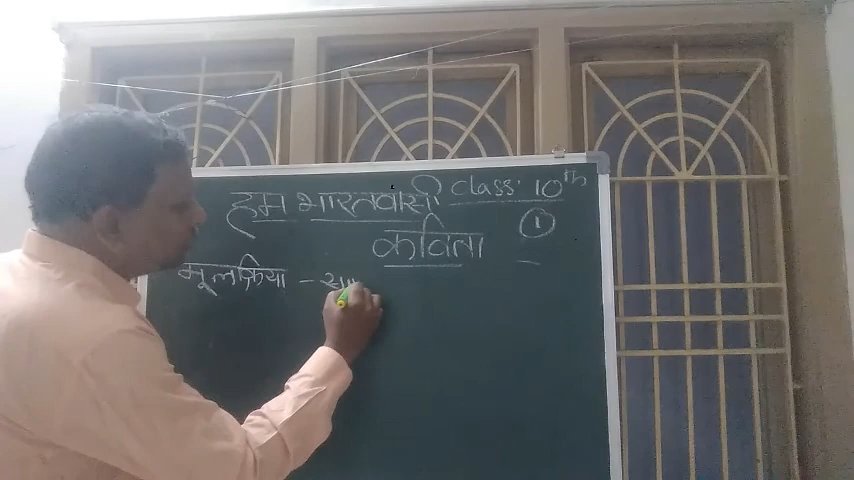 हम भारतवासी Class. 10th
①
कविता
मूलक्रिया -